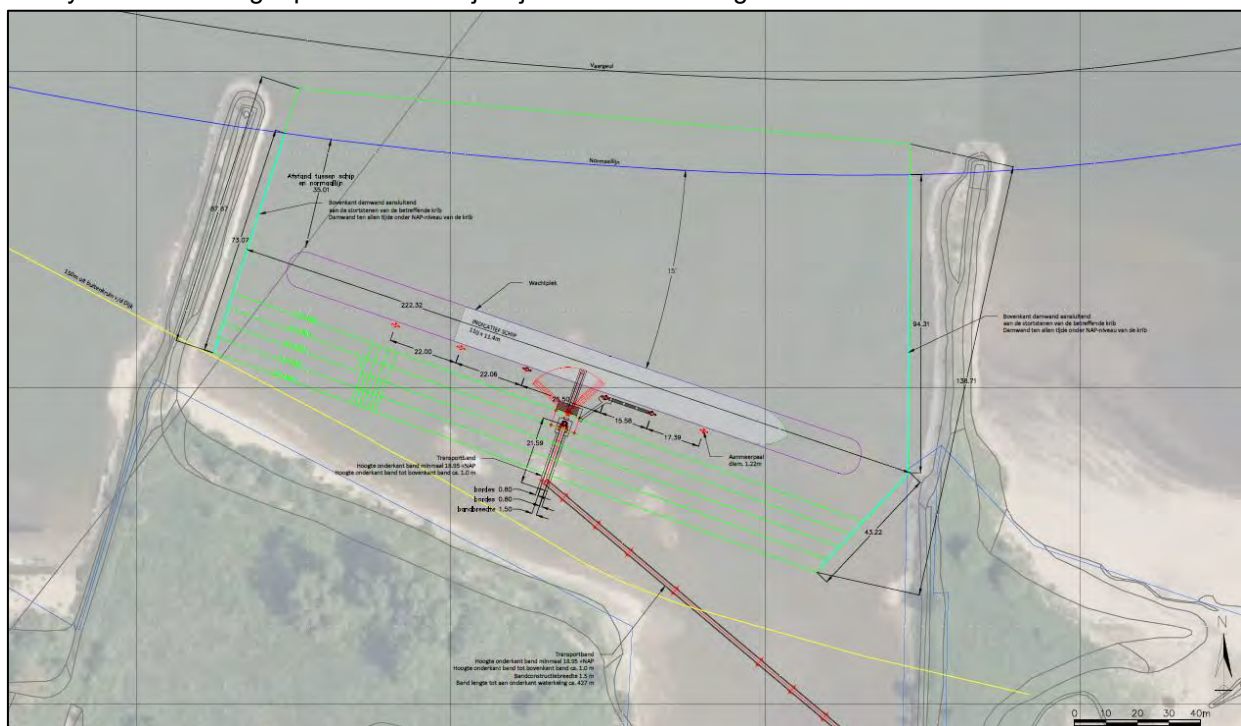 Vaargeul
Normaallijn
Afstand tussen schip
en normaallijn
35.01
Bovenkant damwand aansluitend
aan de stortstenen van de betreffende krib
Damwand ten allen tijde onder NAP-niveau van de krib
87.67
73.07
Wachtplek
15°
222.32
INDICATIEF SCHIP
110 x 11.4m
94.31
Bovenkant damwand aansluitend
aan de stortstenen van de betreffende krib
Damwand ten allen tijde onder NAP-niveau van de krib
138.71
22.00
22.06
25.50
15.58
17.39
21.59
Aanmeerpaal
diam. 1.22m
Transportband
Hoogte onderkant band minimaal 18.95 +NAP
Hoogte onderkant band tot bovenkant band ca. 1.0 m
bordes 0.80
bordes 0.80
bandbreedte 1.50
43.22
Transportband
Hoogte onderkant band minimaal 18.95 +NAP
Hoogte onderkant band tot bovenkant band ca. 1.0 m
Bandconstructiebreedte 1.5 m
Band lengte tot aan onderkant waterkering ca. 427 m
N
0 10 20 30 40m